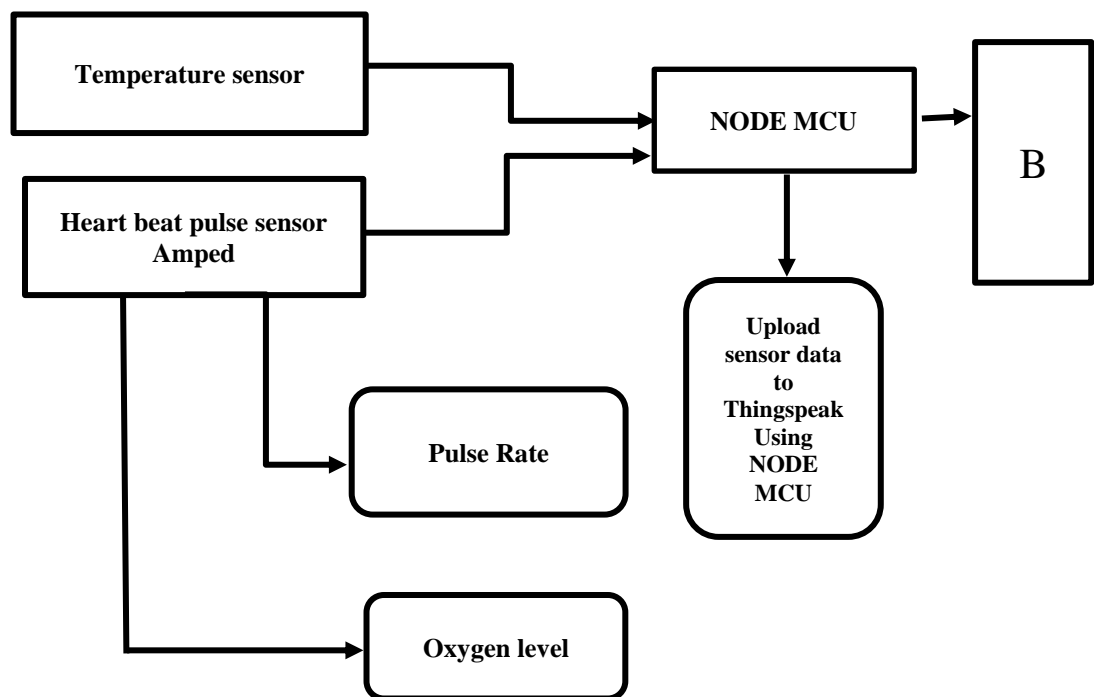 Temperature sensor
NODE MCU
B
Heart beat pulse sensor
Amped
Upload
sensor data
to
Thingspeak
Using
NODE
MCU
Pulse Rate
Oxygen level